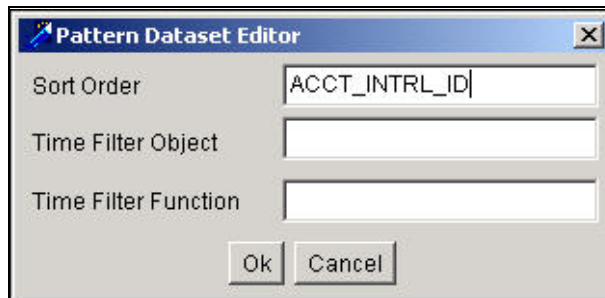 Pattern Dataset Editor
Sort Order ACCT_INTRL_ID
Time Filter Object
Time Filter Function
Ok Cancel